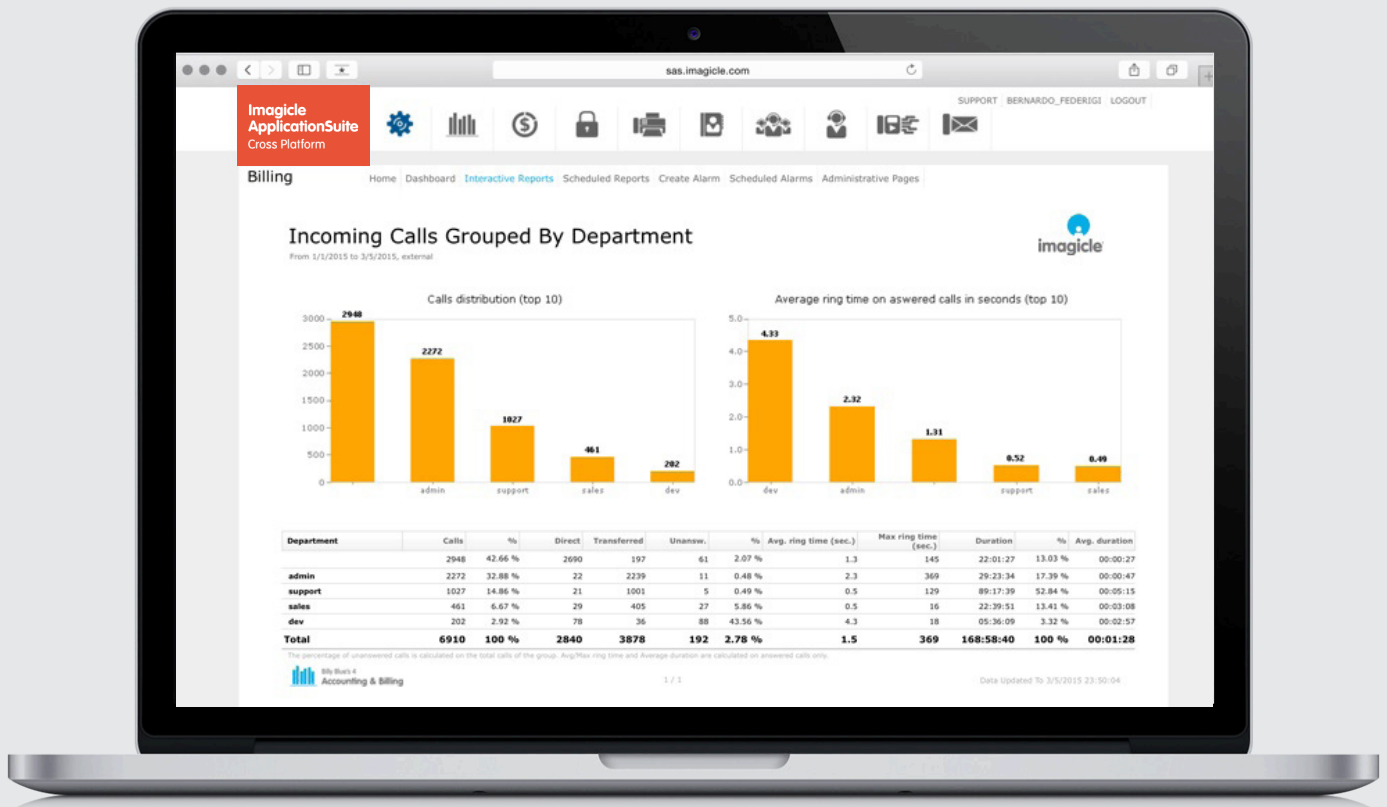 sas.imagicle.com
SUPPORT BERNARDO_FEDERIGI LOGOUT
Imagicle
ApplicationSuite
Cross Platform
Billing
Home Dashboard Interactive Reports Scheduled Reports Create Alarm Scheduled Alarms Administrative Pages
Incoming Calls Grouped By Department
From 1/1/2015 to 3/5/2015, external
imagicle
Calls distribution (top 10)
3000
2500
2000
1500
1000
500
0
2948
2272
1027
461
202
admin support sales dev
Average ring time on aswered calls in seconds (top 10)
5.0
4.0
3.0
2.0
1.0
0.0
4.33
2.32
1.31
0.52
0.49
dev admin support sales
Department Calls % Direct Transferred Unansw. % Avg. ring time (sec.) Max ring time (sec.) Duration % Avg. duration
2948 42.66 % 2690 197 61 2.07 % 1.3 145 22:01:27 13.03 % 00:00:27
admin 2272 32.88 % 22 2239 11 0.48 % 2.3 369 29:23:34 17.39 % 00:00:47
support 1027 14.86 % 21 1001 5 0.49 % 0.5 129 89:17:39 52.84 % 00:05:15
sales 461 6.67 % 29 405 27 5.86 % 0.5 16 22:39:51 13.41 % 00:03:08
dev 202 2.92 % 78 36 88 43.56 % 4.3 18 05:36:09 3.32 % 00:02:57
Total 6910 100 % 2840 3878 192 2.78 % 1.5 369 168:58:40 100 % 00:01:28
The percentage of unanswered calls is calculated on the total calls of the group. Avg/Max ring time and Average duration are calculated on answered calls only.
Billy Blue's 4
Accounting & Billing
1 / 1
Data Updated To 3/5/2015 23:50:04